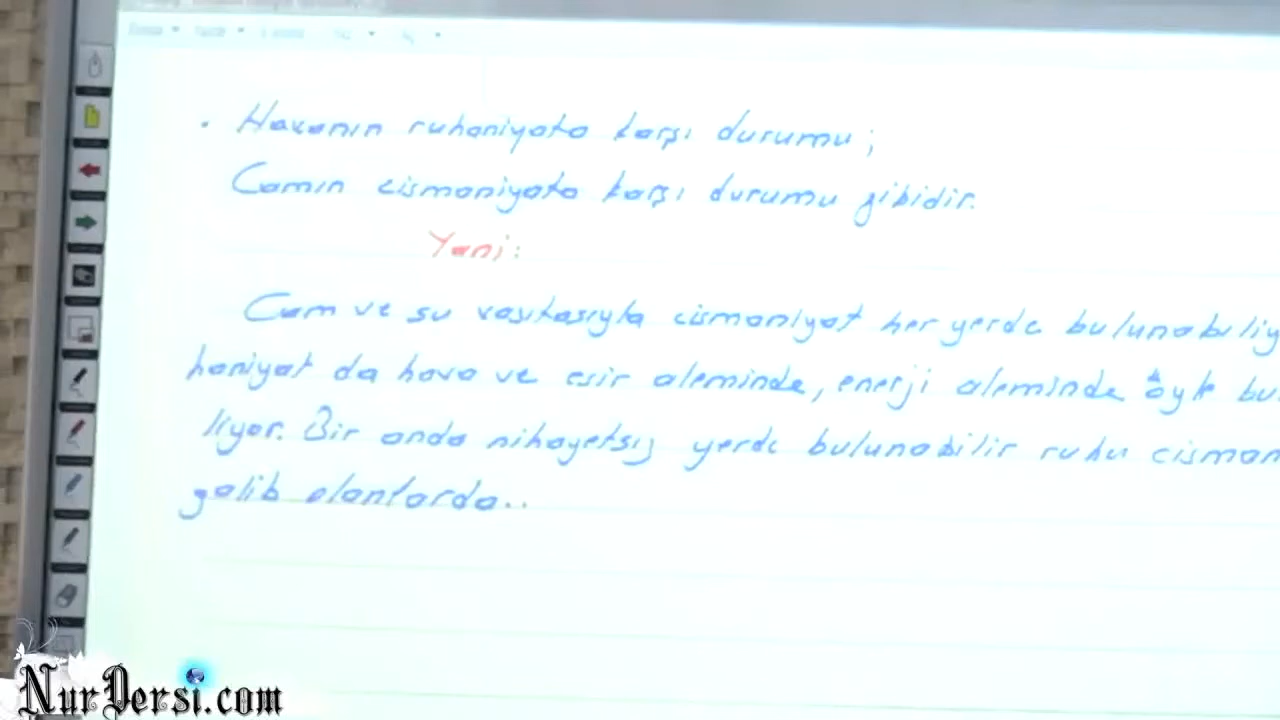 . Havanın ruhaniyata karşı durumu;
Camın cismaniyata karşı durumu gibidir.
Yani:
Cam ve su vasıtasıyla cismaniyat her yerde bulunabiliy
haniyat da hava ve esir aleminde, enerji aleminde öyle bu
liyor. Bir anda nihayetsiz yerde bulunabilir ruhu cisman
galib olanlarda..
NurDersi.com